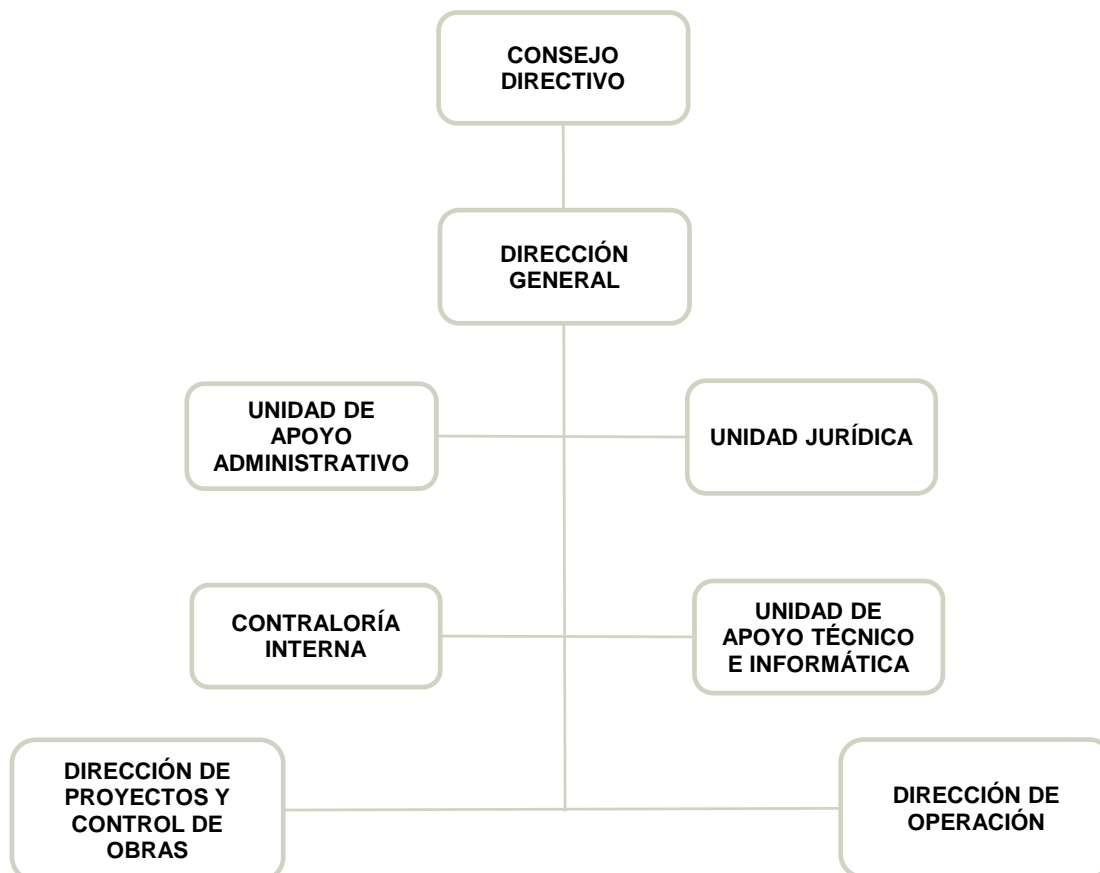 CONSEJO
DIRECTIVO
DIRECCIÓN
GENERAL
UNIDAD DE
APOYO
ADMINISTRATIVO
UNIDAD JURÍDICA
CONTRALORÍA
INTERNA
UNIDAD DE
APOYO TÉCNICO
E INFORMÁTICA
DIRECCIÓN DE
PROYECTOS Y
CONTROL DE
OBRAS
DIRECCIÓN DE
OPERACIÓN